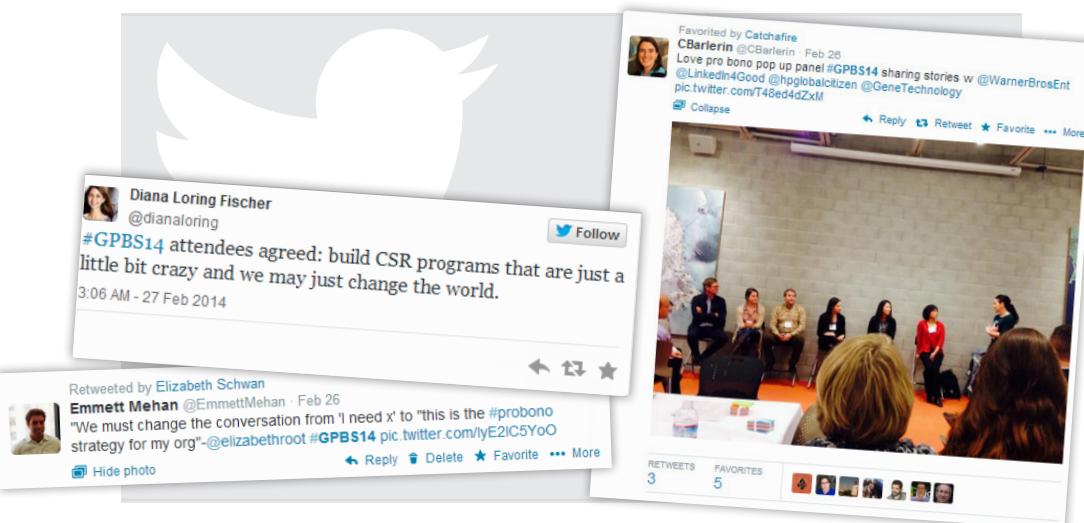 Favorited by Catchafire
CBarlerin @CBarlerin · Feb 26
Love pro bono pop up panel #GPBS14 sharing stories w @WarnerBrosEnt
@LinkedIn4Good @hpglobalcitizen @GeneTechnology
pic.twitter.com/T48ed4dZxM
Collapse
Reply Retweet Favorite More
RETWEETS FAVORITES
3 5
Diana Loring Fischer
@dianaloring
Follow
#GPBS14 attendees agreed: build CSR programs that are just a
little bit crazy and we may just change the world.
3:06 AM - 27 Feb 2014
Retweeted by Elizabeth Schwan
Emmett Mehan @EmmettMehan · Feb 26
"We must change the conversation from 'I need x' to "this is the #probono
strategy for my org"-@elizabethroot #GPBS14 pic.twitter.com/lyE2lC5YoO
Hide photo
Reply Delete Favorite More